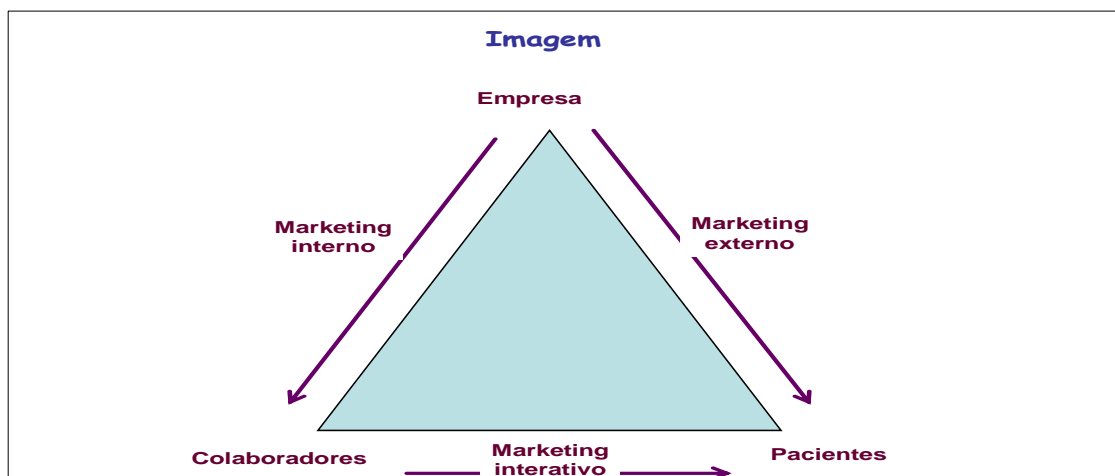 Imagem
Empresa
Marketing
interno
Marketing
externo
Colaboradores
Marketing
interativo
Pacientes